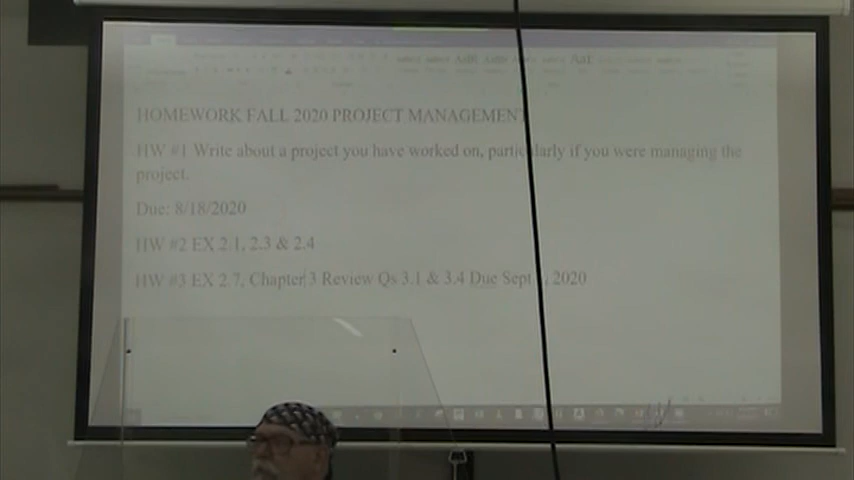 HOMEWORK FALL 2020 PROJECT MANAGEMENT
HW #1 Write about a project you have worked on, particularly if you were managing the
project.
Due: 8/18/2020
HW #2 EX 2.1, 2.3 & 2.4
HW #3 EX 2.7, Chapter 3 Review Qs 3.1 & 3.4 Due Sept , 2020